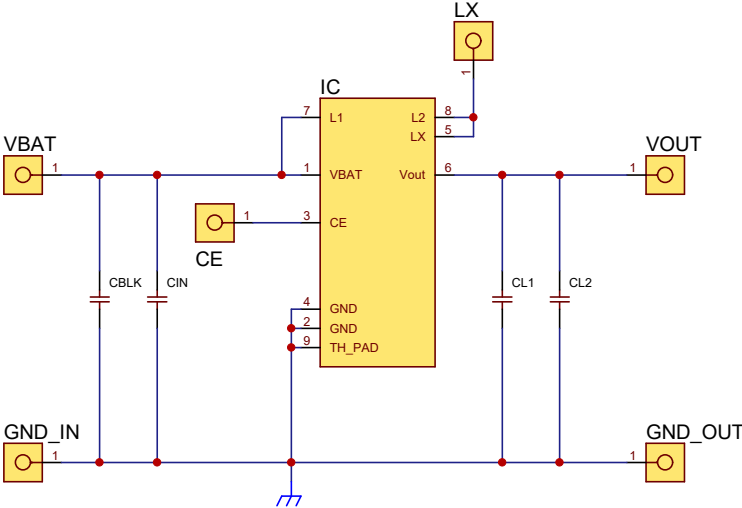 LX
1
IC
7 L1 L2 8
LX 5
VBAT
1
1 VBAT Vout 6
VOUT
1
1
3 CE
CE
CBLK CIN CL1 CL2
4 GND
2 GND
9 TH_PAD
GND_IN
1
GND_OUT
1